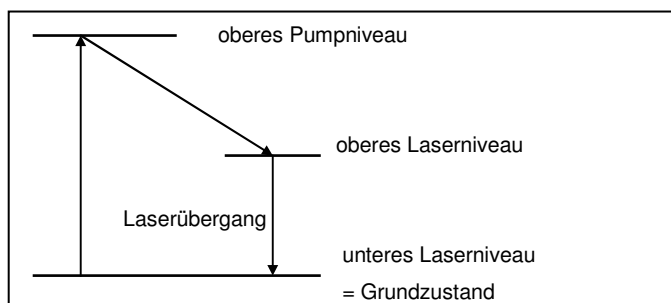 oberes Pumpniveau
oberes Laserniveau
Laserübergang
unteres Laserniveau
= Grundzustand